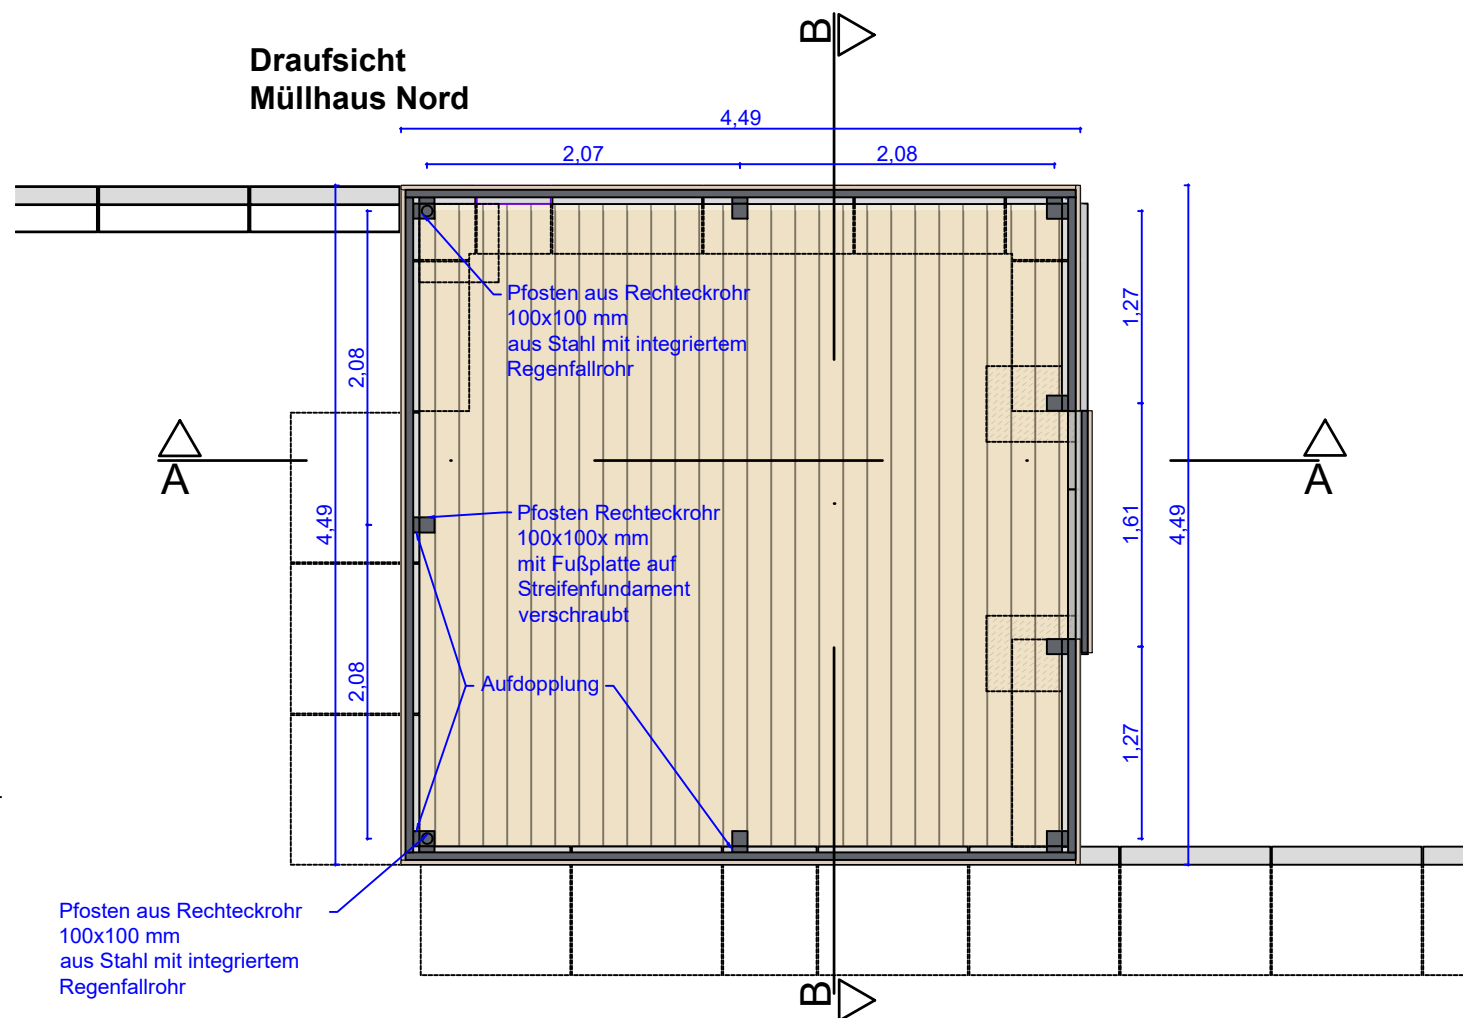 B
Draufsicht
Müllhaus Nord
4,49
2,07
2,08
Pfosten aus Rechteckrohr
100x100 mm
aus Stahl mit integriertem
Regenfallrohr
1,27
2,08
A
A
4,49
Pfosten Rechteckrohr
100x100x mm
mit Fußplatte auf
Streifenfundament
verschraubt
1,61
4,49
2,08
Aufdopplung
1,27
Pfosten aus Rechteckrohr
100x100 mm
aus Stahl mit integriertem
Regenfallrohr
B